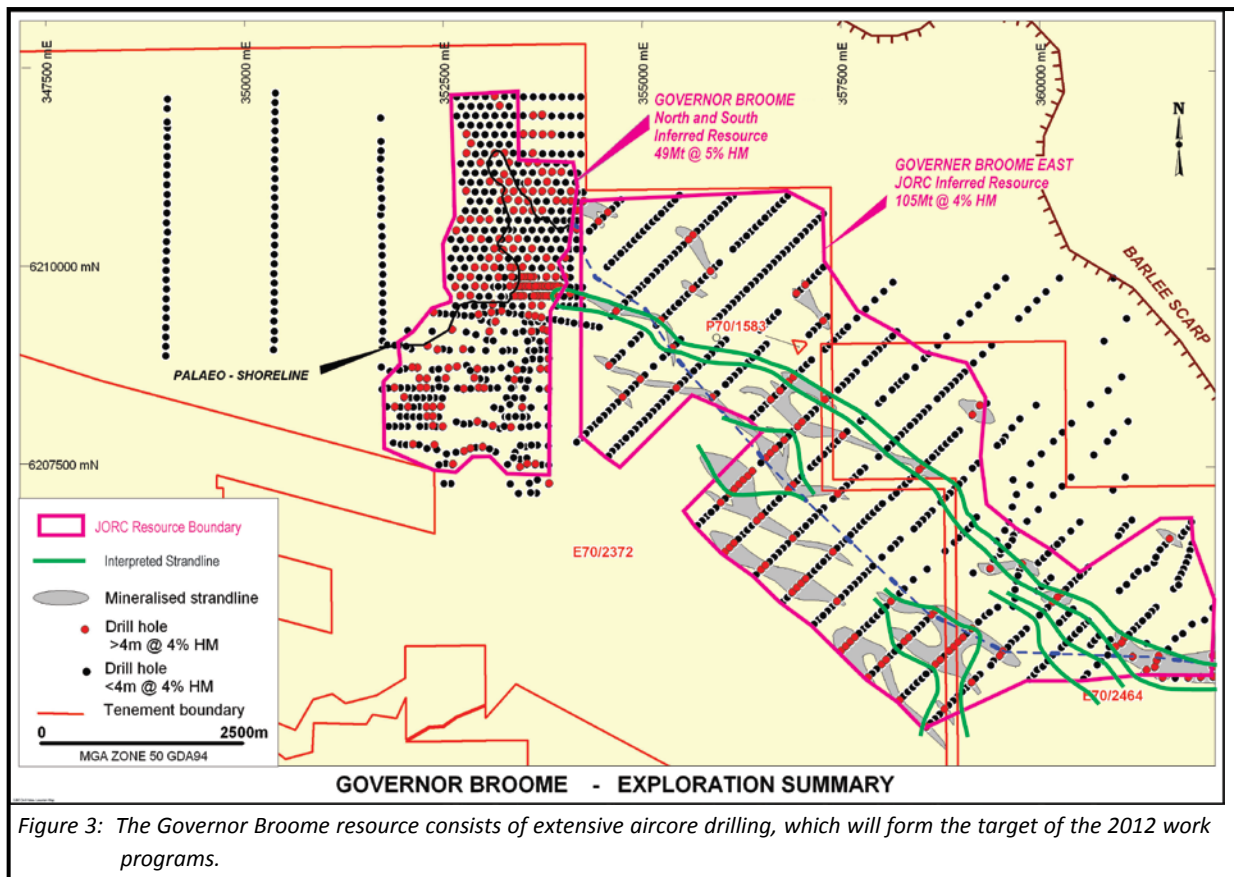 347500 mE
350000 mE
352500 mE
355000 mE
357500 mE
360000 mE
GOVERNOR BROOME
North and South
Inferred Resource
49Mt @ 5% HM
N
GOVERNER BROOME EAST
JORC Inferred Resource
105Mt @ 4% HM
6210000 mN
BARLEE SCARP
P70/1583
PALAEO - SHORELINE
6207500 mN
E70/2372
E70/2464
JORC Resource Boundary
Interpreted Strandline
Mineralised strandline
Drill hole
>4m @ 4% HM
Drill hole
<4m @ 4% HM
Tenement boundary
0 2500m
MGA ZONE 50 GDA94
GOVERNOR BROOME - EXPLORATION SUMMARY
Figure 3: The Governor Broome resource consists of extensive aircore drilling, which will form the target of the 2012 work
programs.